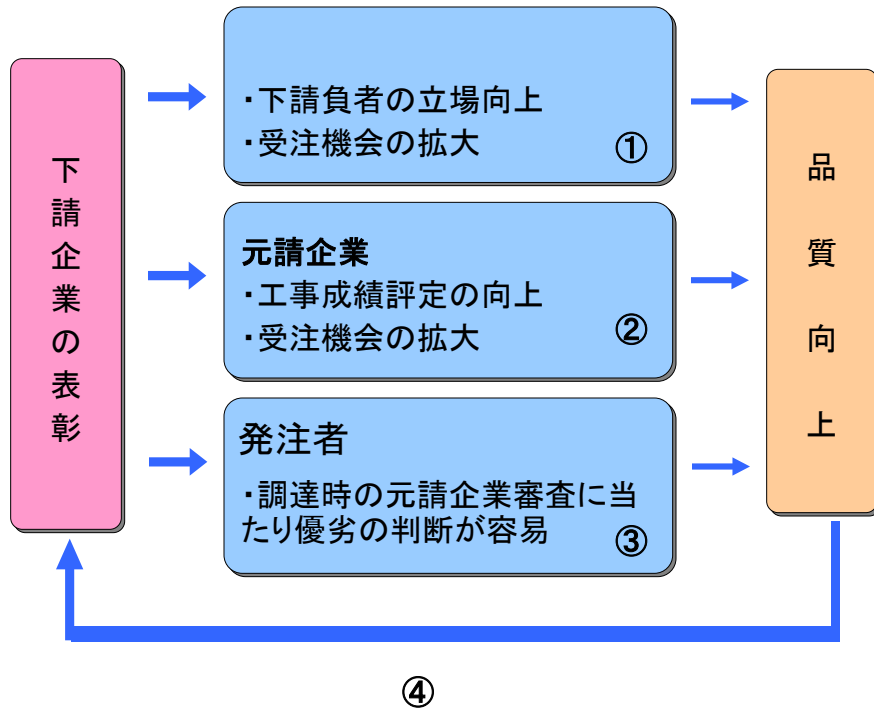 下請企業の表彰
・下請負者の立場向上
・受注機会の拡大
①
元請企業
・工事成績評定の向上
・受注機会の拡大
②
発注者
・調達時の元請企業審査に当
たり優劣の判断が容易
③
品質向上
④